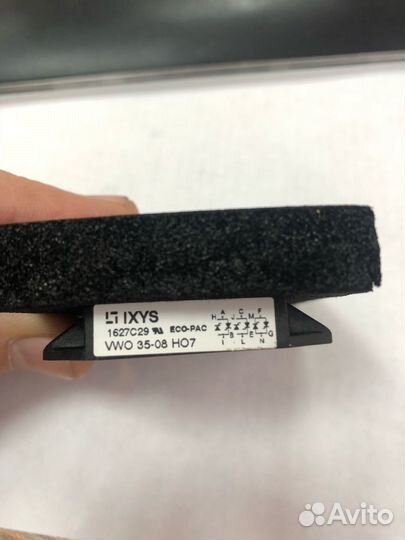 IXYS
1627C29 ECO-PAC
VWO 35-08 HO7
A C F
H J M
B E G
I L N
Avito